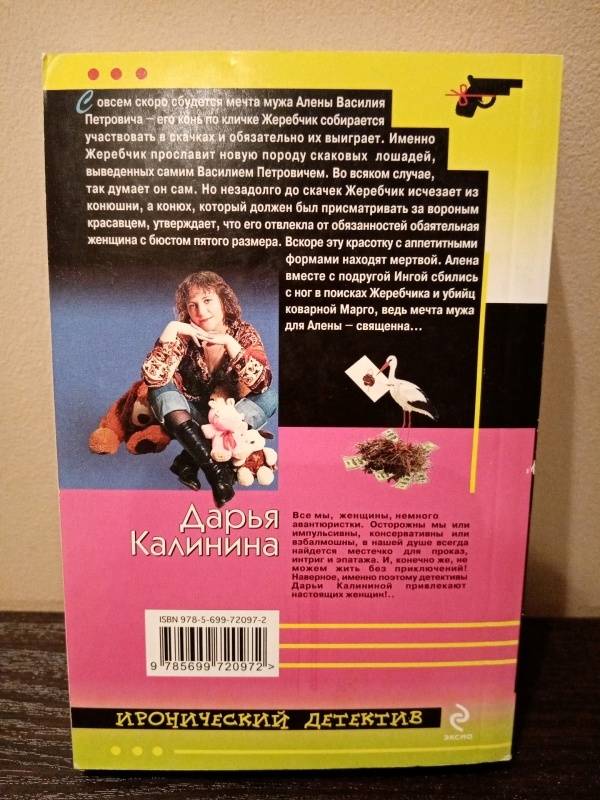 Совсем скоро сбудется мечта мужа Алены Василия
Петровича – его конь по кличке Жеребчик собирается
участвовать в скачках и обязательно их выиграет. Именно
Жеребчик прославит новую породу скаковых лошадей,
выведенных самим Василием Петровичем. Во всяком случае,
так думает он сам. Но незадолго до скачек Жеребчик исчезает из
конюшни, а конюх, который должен был присматривать за вороным
красавцем, утверждает, что его отвлекла от обязанностей обаятельная
женщина с бюстом пятого размера. Вскоре эту красотку с аппетитными
формами находят мертвой. Алена
вместе с подругой Ингой сбились
с ног в поисках Жеребчика и убийц
коварной Марго, ведь мечта мужа
для Алены – священна...
Дарья
Калинина
Все мы, женщины, немного
авантюристки. Осторожны мы или
импульсивны, консервативны или
взбалмошны, в нашей душе всегда
найдется местечко для проказ,
интриг и эпатажа. И, конечно же, не
можем жить без приключений!
Наверное, именно поэтому детективы
Дарьи Калининой привлекают
настоящих женщин!..
ISBN 978-5-699-72097-2
9 785699 720972 >
ИРОНИЧЕСКИЙ ДЕТЕКТИВ
ЭКСМО